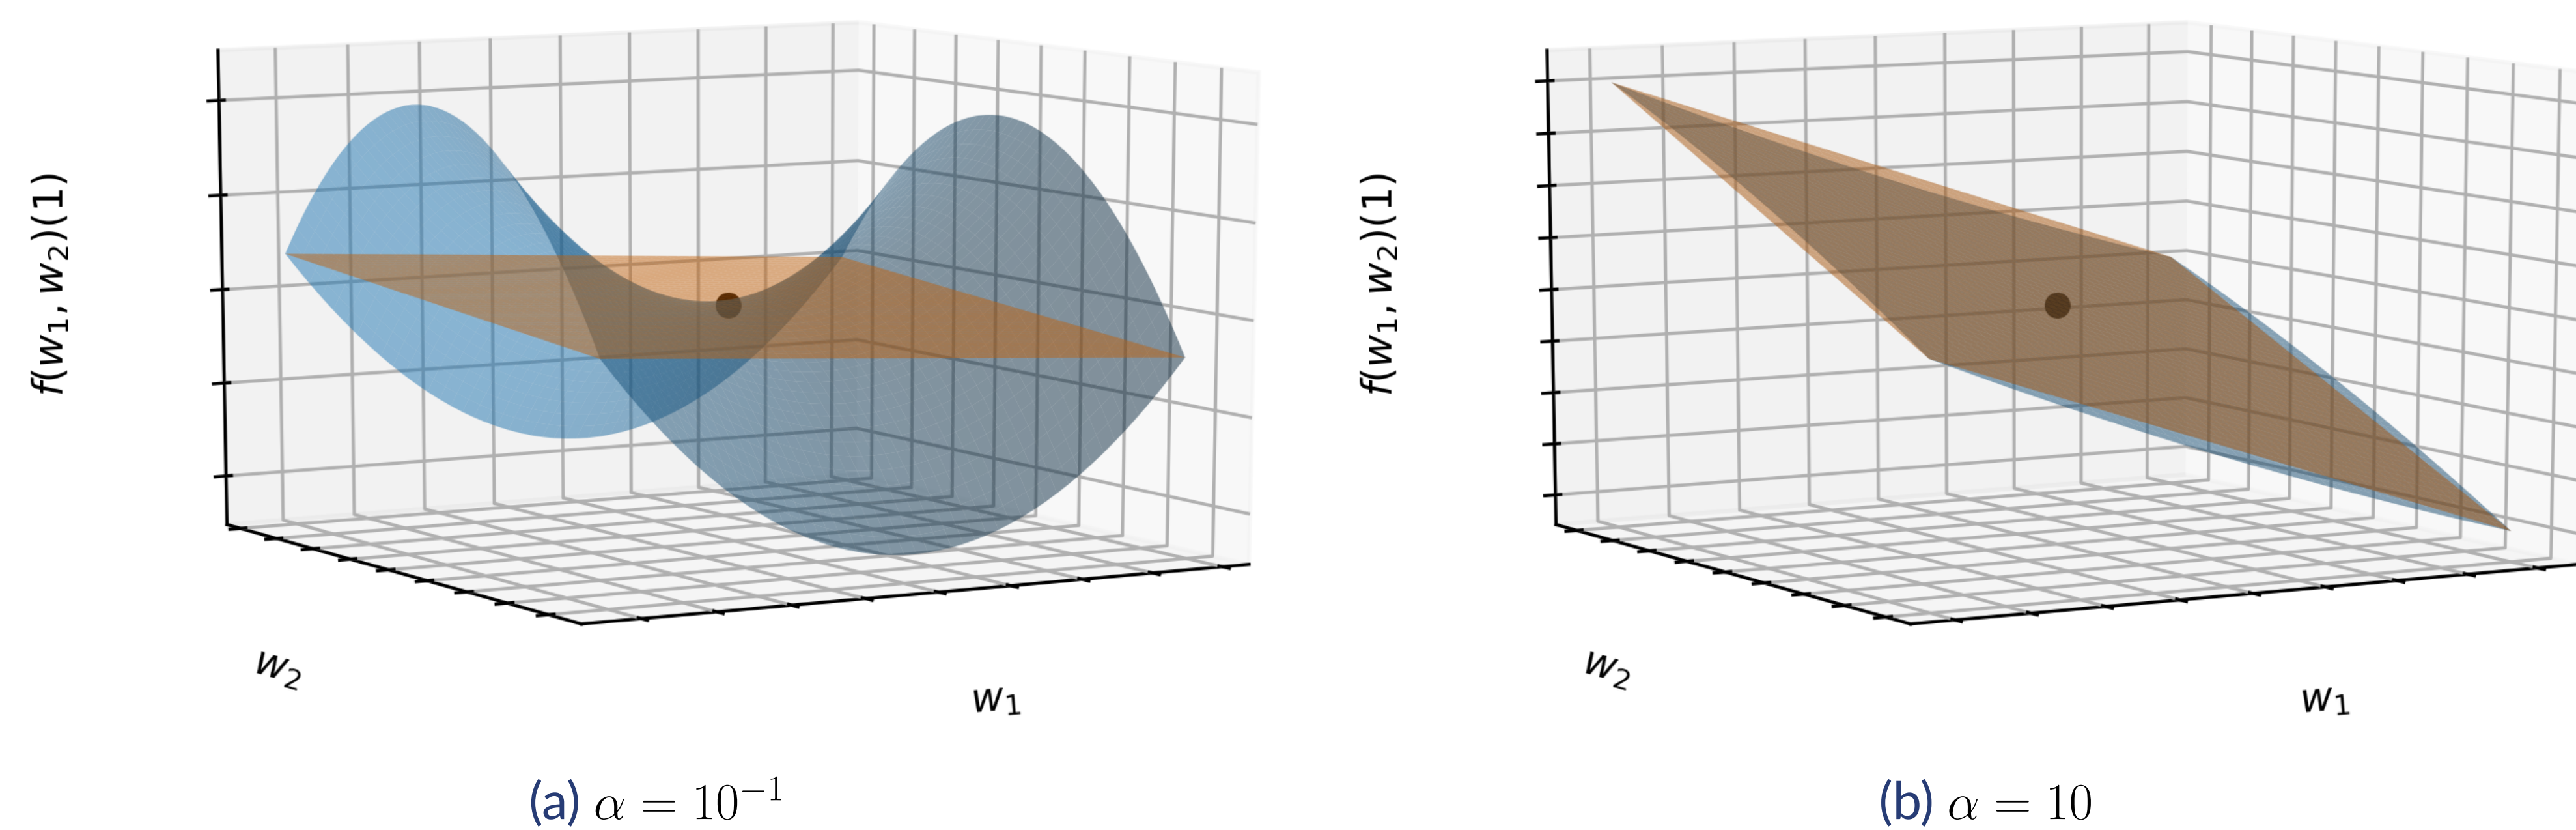 f(w₁, w₂)(1)
w₂
w₁
(a) α = 10⁻¹
f(w₁, w₂)(1)
w₂
w₁
(b) α = 10